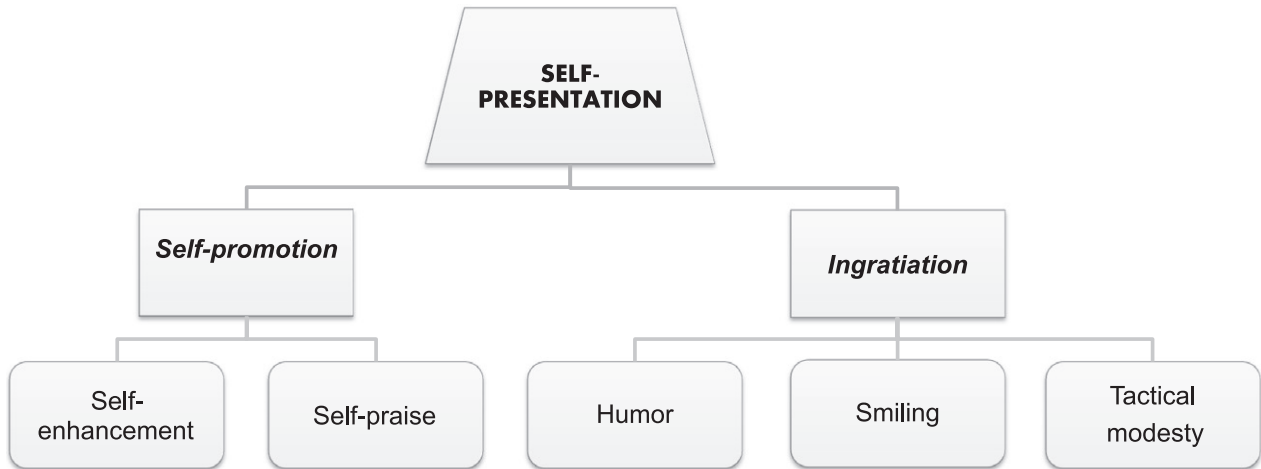 SELF-
PRESENTATION
Self-promotion
Ingratiation
Self-
enhancement
Self-praise
Humor
Smiling
Tactical
modesty